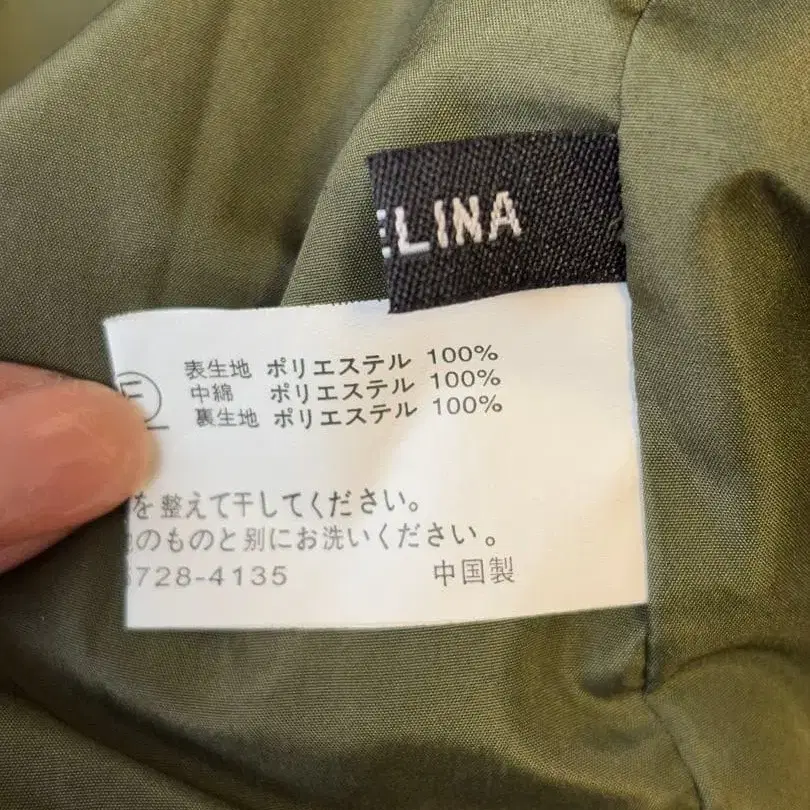 ELINA
F
表生地 ポリエステル 100%
中綿 ポリエステル 100%
裏生地 ポリエステル 100%
を整えて干してください。
のものと別にお洗いください。
728-4135 中国製